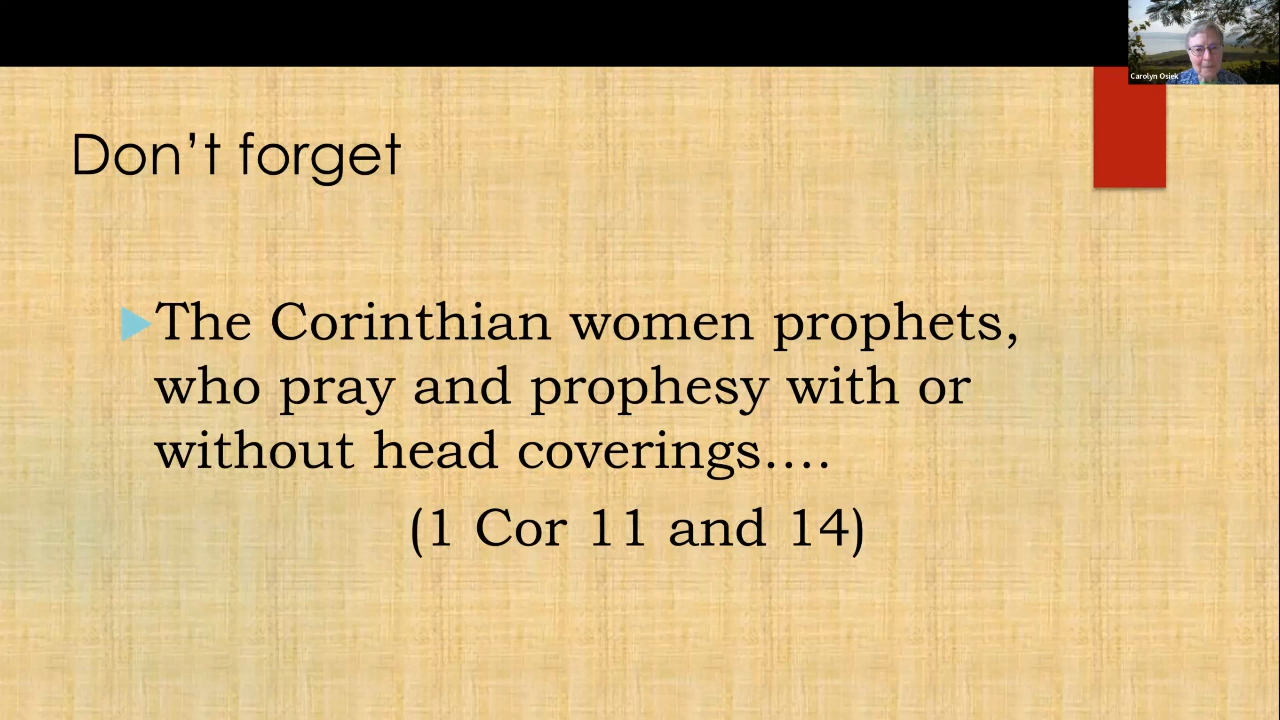 Carolyn Osiek
Don’t forget
The Corinthian women prophets,
who pray and prophesy with or
without head coverings....
(1 Cor 11 and 14)